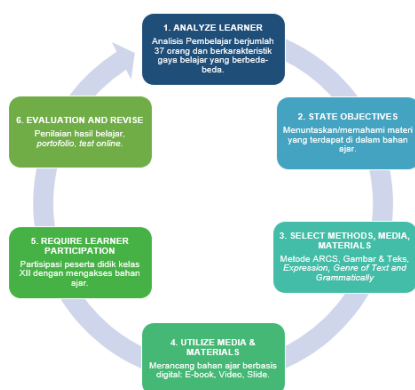 1. ANALYZE LEARNER
Analisis Pembelajar berjumlah
37 orang dan berkarakteristik
gaya belajar yang berbeda-
beda.
2. STATE OBJECTIVES
Menuntaskan/memahami materi
yang terdapat di dalam bahan
ajar.
3. SELECT METHODS, MEDIA,
MATERIALS
Metode ARCS, Gambar & Teks,
Expression, Genre of Text and
Grammatically
4. UTILIZE MEDIA &
MATERIALS
Merancang bahan ajar berbasis
digital: E-book, Video, Slide.
5. REQUIRE LEARNER
PARTICIPATION
Partisipasi peserta didik kelas
XII dengan mengakses bahan
ajar.
6. EVALUATION AND REVISE
Penilaian hasil belajar,
portofolio, test online.